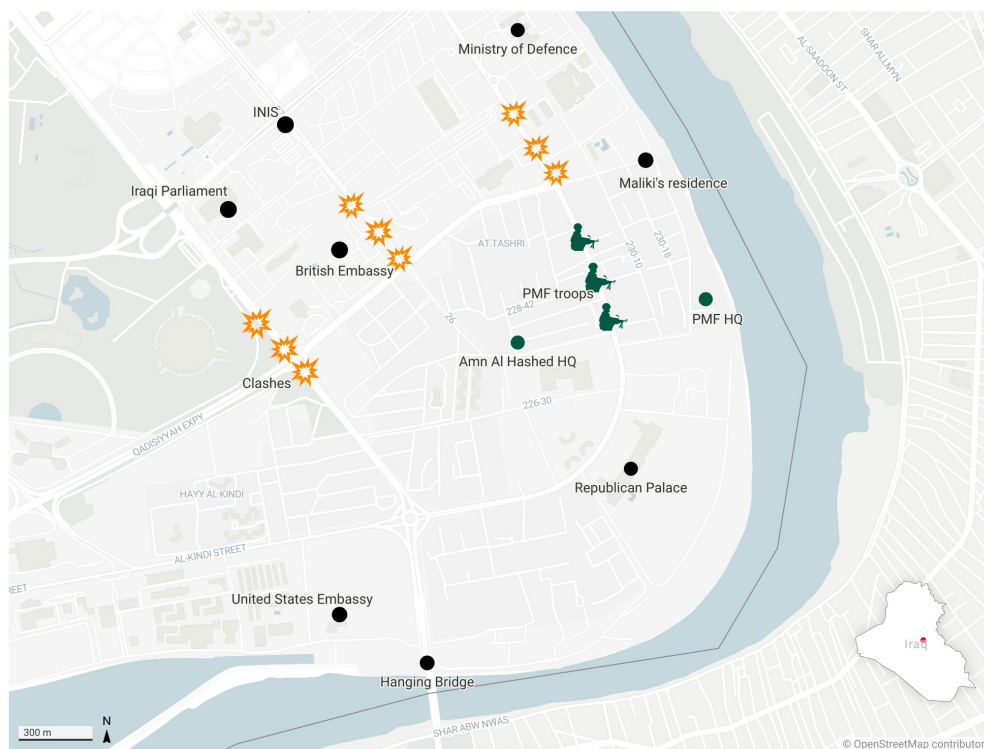 Ministry of Defence
AL-SAADOON ST.
SHAR ALLMYN
INIS
Maliki's residence
Iraqi Parliament
AT TASHRI
230-10
230-18
British Embassy
PMF troops
228-42
26
PMF HQ
Amn Al Hashed HQ
Clashes
226-30
QADISIYYAH EXPY
Republican Palace
HAYY AL KINDI
AL-KINDI STREET
REET
United States Embassy
Iraq
Hanging Bridge
SHAR ABW NWAS
300 m
N
© OpenStreetMap contributor